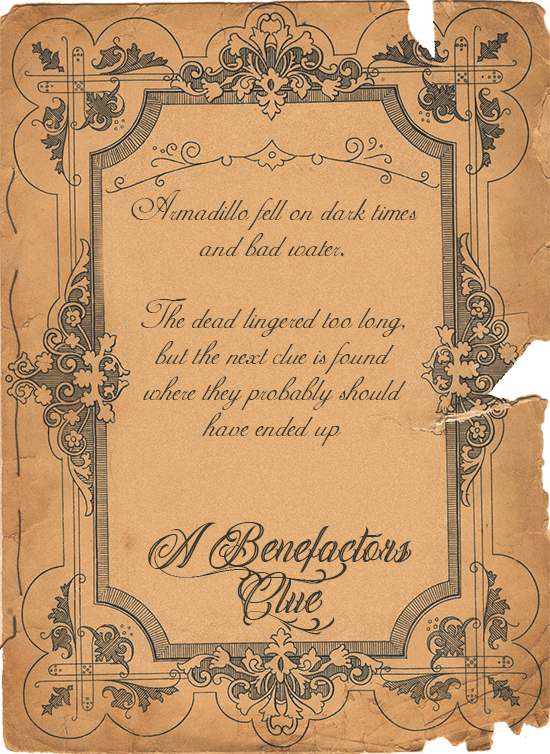 Armadillo fell on dark times
and bad water.
The dead lingered too long,
but the next clue is found
where they probably should
have ended up
A Benefactors
Clue